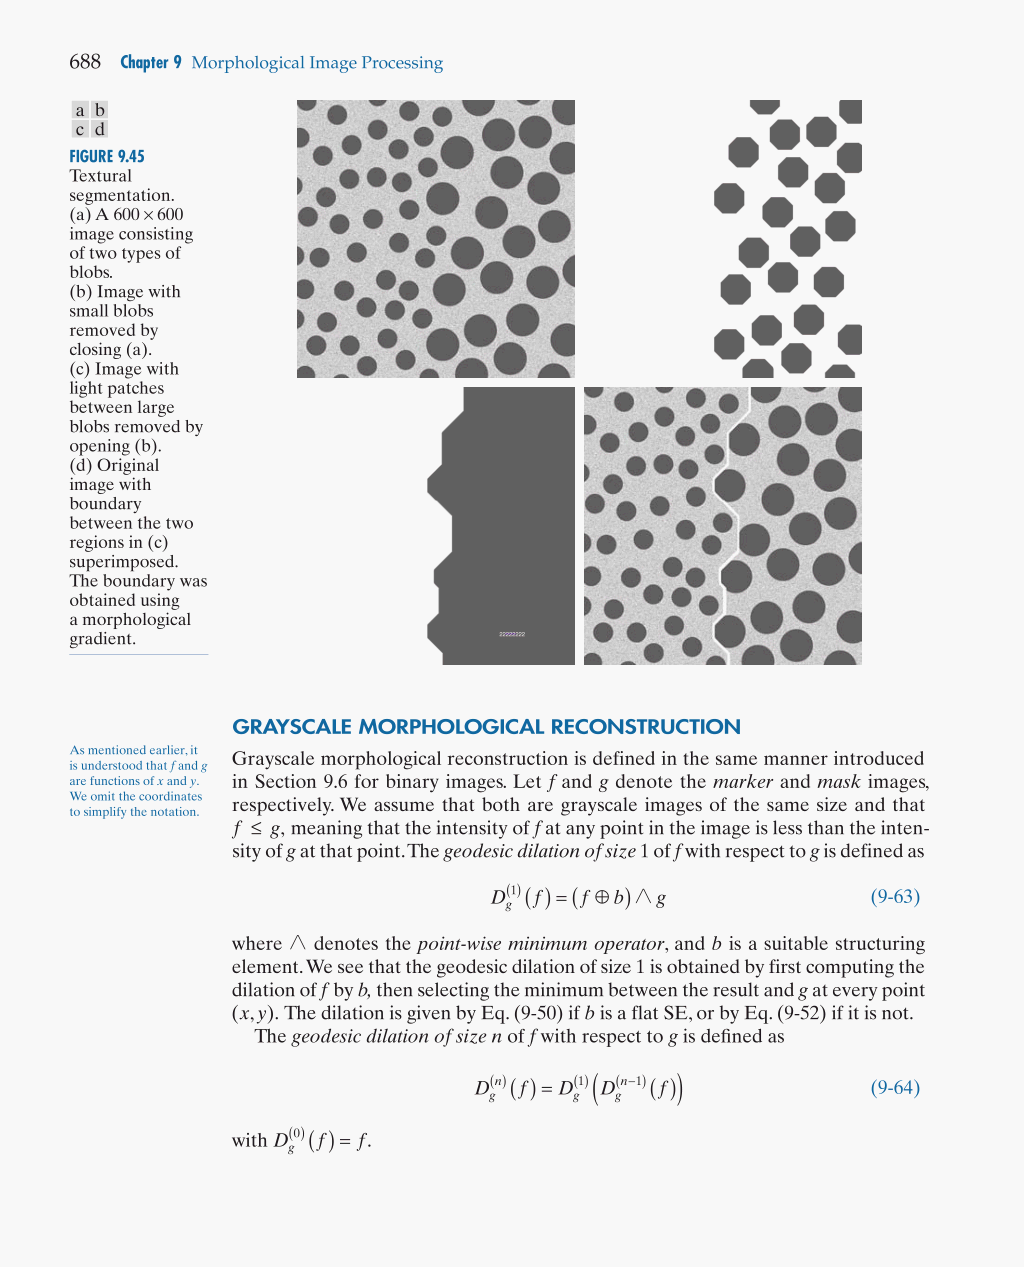 688 Chapter 9 Morphological Image Processing
a b
c d
FIGURE 9.45
Textural
segmentation.
(a) A 600 × 600
image consisting
of two types of
blobs.
(b) Image with
small blobs
removed by
closing (a).
(c) Image with
light patches
between large
blobs removed by
opening (b).
(d) Original
image with
boundary
between the two
regions in (c)
superimposed.
The boundary was
obtained using
a morphological
gradient.
22222222
GRAYSCALE MORPHOLOGICAL RECONSTRUCTION
As mentioned earlier, it
is understood that f and g
are functions of x and y.
We omit the coordinates
to simplify the notation.
Grayscale morphological reconstruction is defined in the same manner introduced
in Section 9.6 for binary images. Let f and g denote the marker and mask images,
respectively. We assume that both are grayscale images of the same size and that
f ≤ g, meaning that the intensity of f at any point in the image is less than the inten-
sity of g at that point. The geodesic dilation of size 1 of f with respect to g is defined as
D_g^(1) (f) = (f ⊕ b) ∧ g (9-63)
where ∧ denotes the point-wise minimum operator, and b is a suitable structuring
element. We see that the geodesic dilation of size 1 is obtained by first computing the
dilation of f by b, then selecting the minimum between the result and g at every point
(x, y). The dilation is given by Eq. (9-50) if b is a flat SE, or by Eq. (9-52) if it is not.
The geodesic dilation of size n of f with respect to g is defined as
D_g^(n) (f) = D_g^(1) (D_g^(n−1) (f)) (9-64)
with D_g^(0) (f) = f.